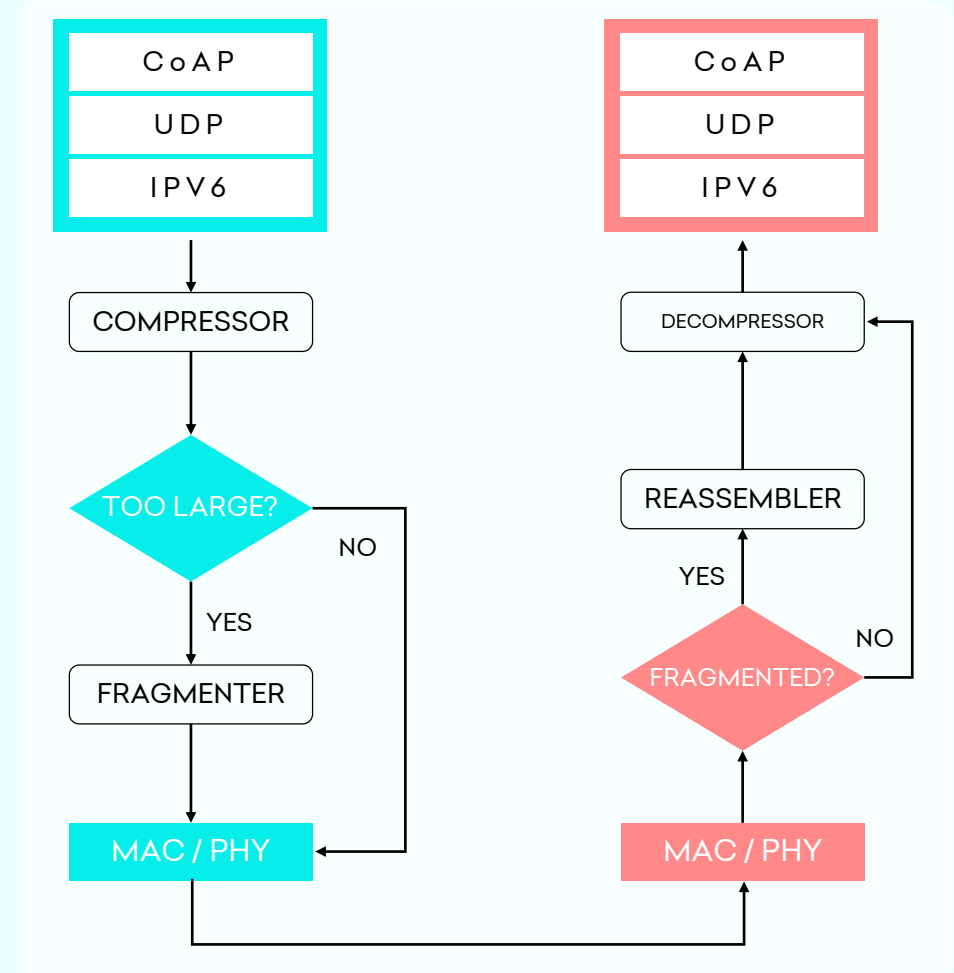 CoAP
UDP
IPV6
COMPRESSOR
TOO LARGE?
NO
YES
FRAGMENTER
MAC / PHY
CoAP
UDP
IPV6
DECOMPRESSOR
REASSEMBLER
YES
NO
FRAGMENTED?
MAC / PHY